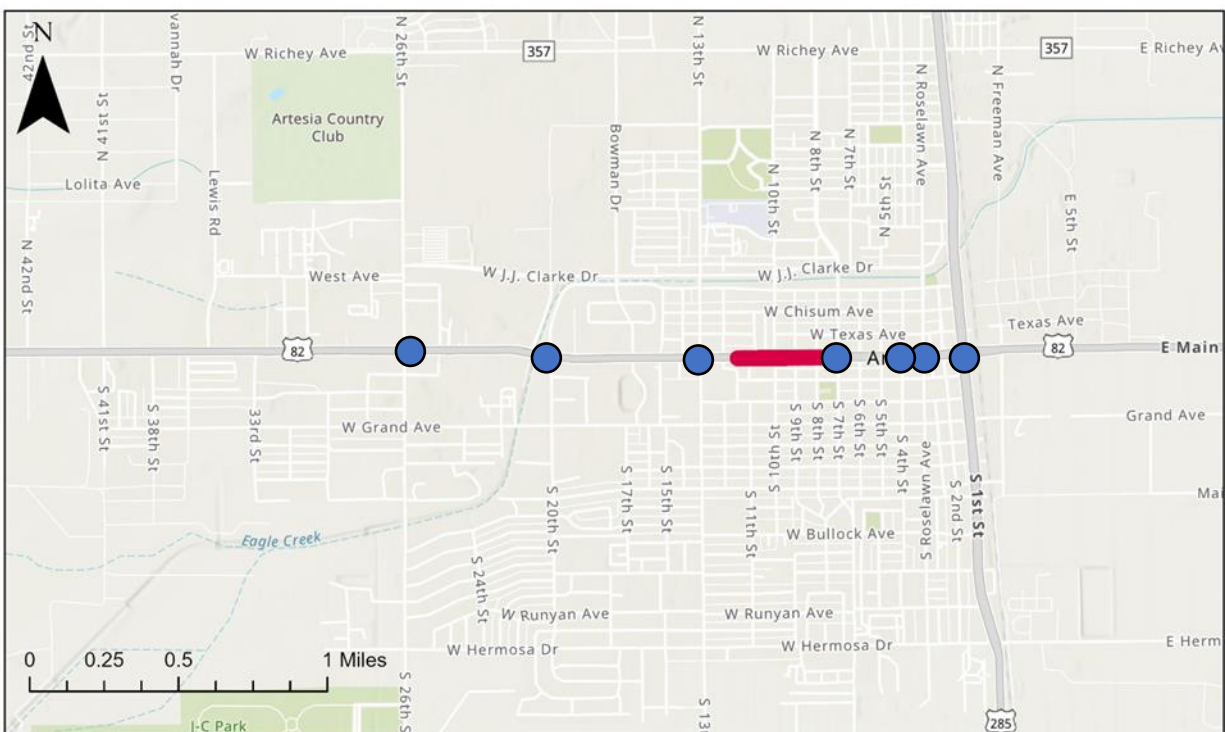 N
42nd St
vannah Dr
N 41st St
W Richey Ave
357
N 26th St
N 13th St
W Richey Ave
357
E Richey Av
N Roselawn Ave
N Freeman Ave
Artesia Country
Club
Bowman Dr
N 8th St
N 7th St
N 5th St
N 10th St
Lolita Ave
Lewis Rd
E 5th St
N 42nd St
West Ave
W J.J. Clarke Dr
W J.J. Clarke Dr
W Chisum Ave
W Texas Ave
Texas Ave
82
Ar
82
E Main
S 41st St
S 38th St
33rd St
W Grand Ave
S 10th St
S 9th St
S 8th St
S 7th St
S 6th St
S 5th St
S 4th St
S Roselawn Ave
S 2nd St
S 1st St
Grand Ave
S 20th St
S 17th St
S 15th St
S 11th St
Mai
W Bullock Ave
Eagle Creek
S 24th St
W Runyan Ave
W Runyan Ave
W Hermosa Dr
W Hermosa Dr
E Herm
0 0.25 0.5 1 Miles
S 26th S
S 13
J-C Park
285